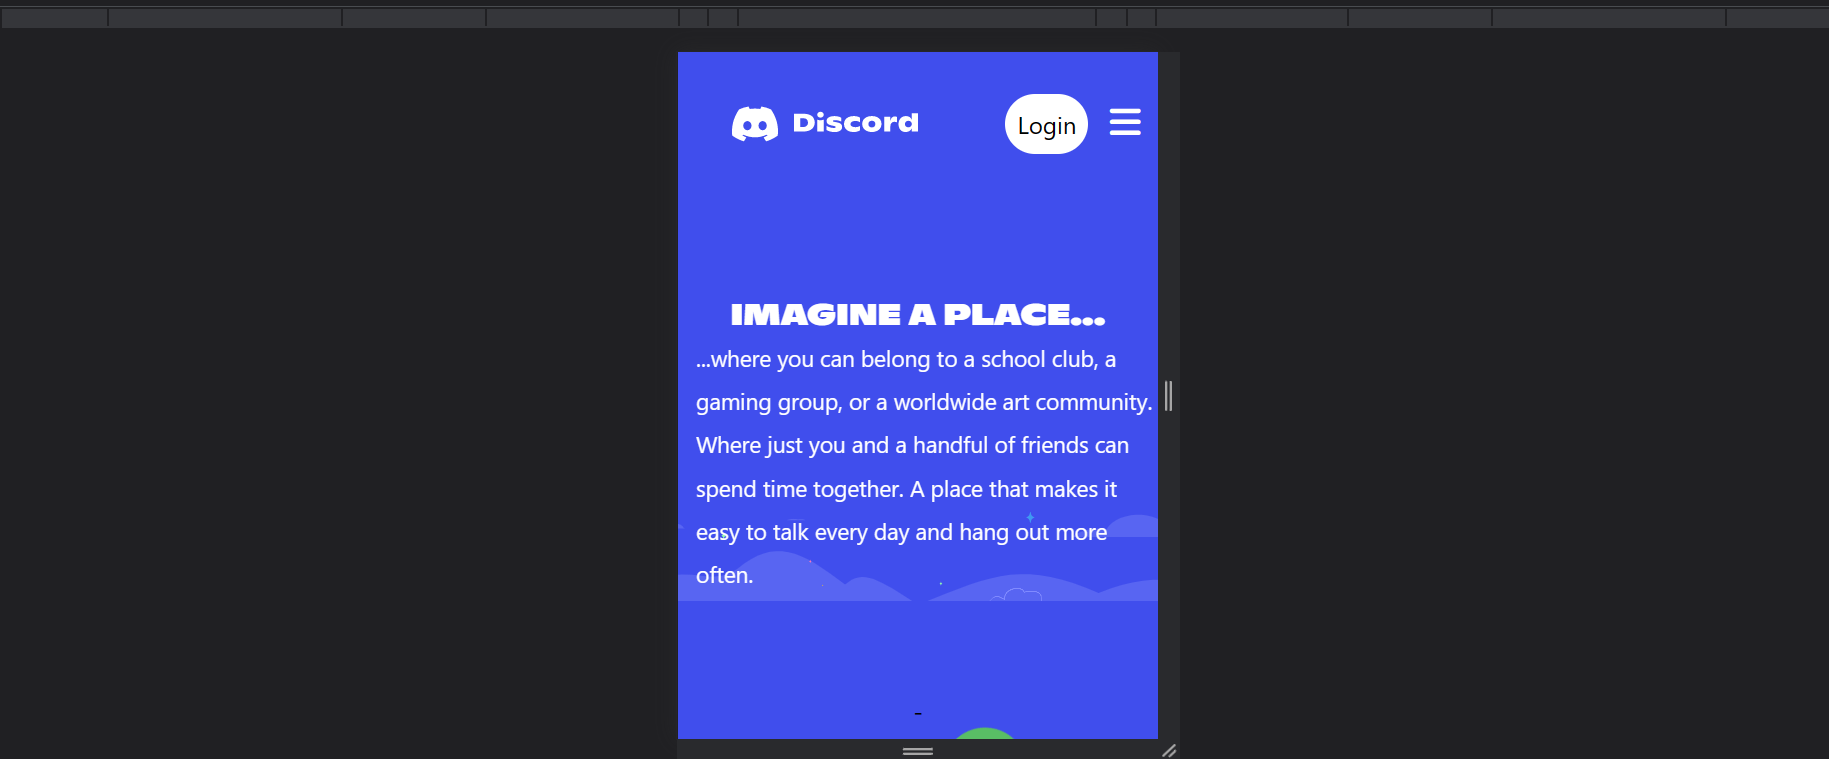 Discord
Login
IMAGINE A PLACE...
...where you can belong to a school club, a
gaming group, or a worldwide art community.
Where just you and a handful of friends can
spend time together. A place that makes it
easy to talk every day and hang out more
often.
-